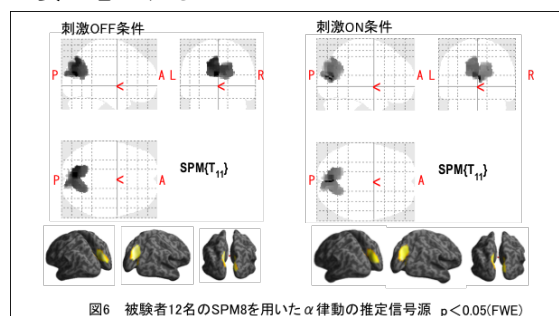 刺激OFF条件
刺激ON条件
P < A L < R
P < A L < R
P < A SPM{T₁₁}
P < A SPM{T₁₁}
図6 被験者12名のSPM8を用いたα律動の推定信号源 p＜0.05(FWE)